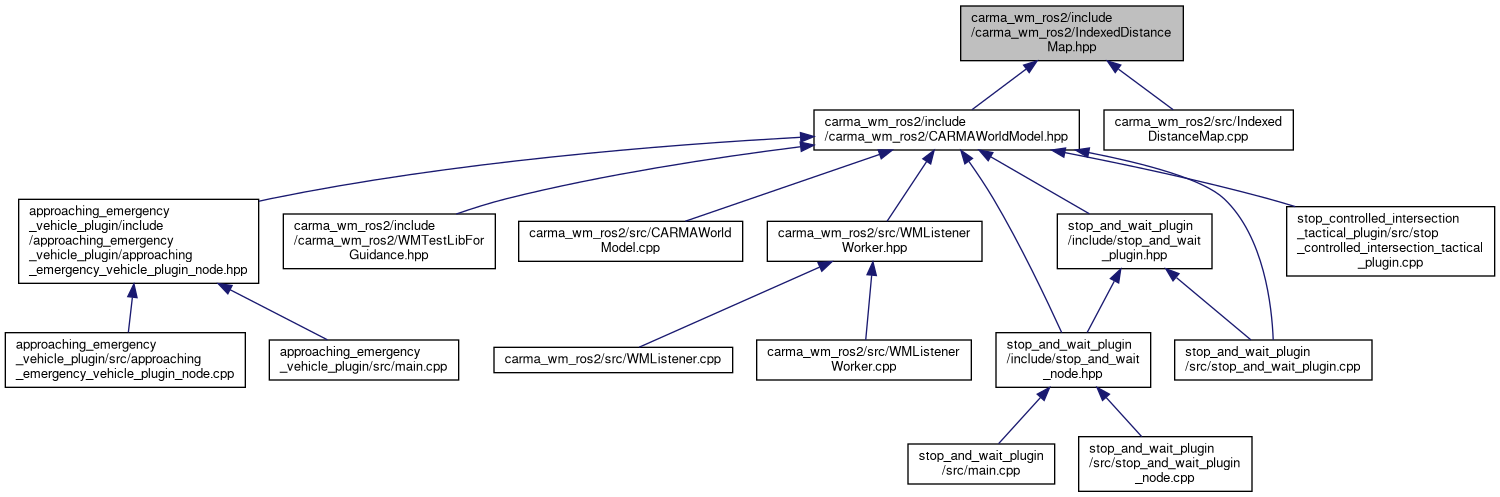 carma_wm_ros2/include
/carma_wm_ros2/IndexedDistance
Map.hpp
carma_wm_ros2/include
/carma_wm_ros2/CARMAWorldModel.hpp
carma_wm_ros2/src/Indexed
DistanceMap.cpp
approaching_emergency
_vehicle_plugin/include
/approaching_emergency
_vehicle_plugin/approaching
_emergency_vehicle_plugin_node.hpp
carma_wm_ros2/include
/carma_wm_ros2/WMTestLibFor
Guidance.hpp
carma_wm_ros2/src/CARMAWorld
Model.cpp
carma_wm_ros2/src/WMListener
Worker.hpp
stop_and_wait_plugin
/include/stop_and_wait
_plugin.hpp
stop_controlled_intersection
_tactical_plugin/src/stop
_controlled_intersection_tactical
_plugin.cpp
approaching_emergency
_vehicle_plugin/src/approaching
_emergency_vehicle_plugin_node.cpp
approaching_emergency
_vehicle_plugin/src/main.cpp
carma_wm_ros2/src/WMListener.cpp
carma_wm_ros2/src/WMListener
Worker.cpp
stop_and_wait_plugin
/include/stop_and_wait
_node.hpp
stop_and_wait_plugin
/src/stop_and_wait_plugin.cpp
stop_and_wait_plugin
/src/main.cpp
stop_and_wait_plugin
/src/stop_and_wait_plugin
_node.cpp